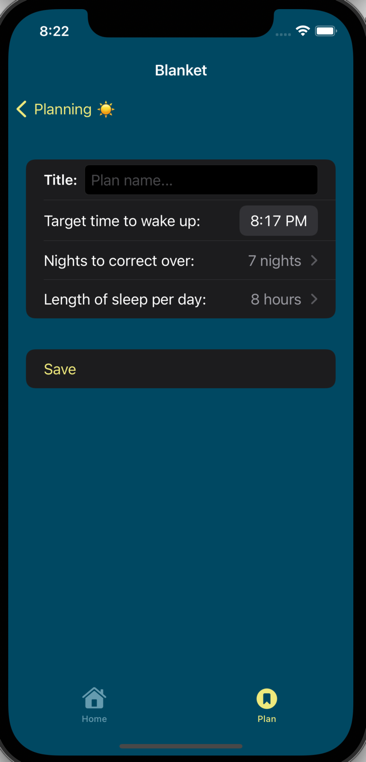 8:22
Blanket
Planning ☀️
Title: Plan name...
Target time to wake up: 8:17 PM
Nights to correct over: 7 nights
Length of sleep per day: 8 hours
Save
Home Plan